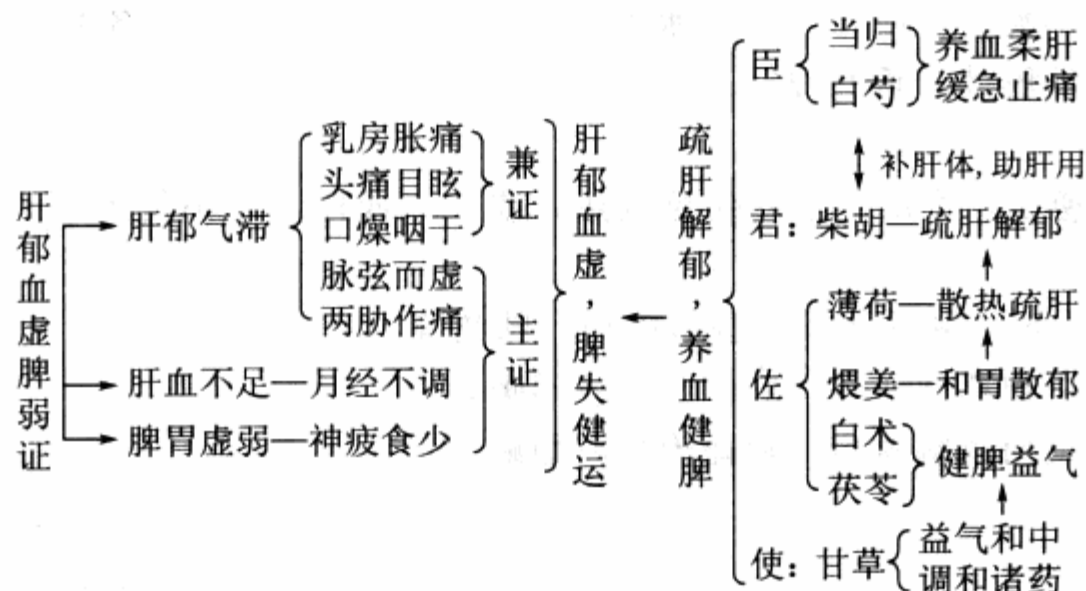 肝郁血虚脾弱证
肝郁气滞
乳房胀痛
头痛目眩
口燥咽干
脉弦而虚
两胁作痛
兼证
主证
肝血不足—月经不调
脾胃虚弱—神疲食少
肝郁血虚，脾失健运
疏肝解郁，养血健脾
臣
当归
白芍
养血柔肝
缓急止痛
补肝体,助肝用
君：柴胡—疏肝解郁
佐
薄荷—散热疏肝
煨姜—和胃散郁
白术
茯苓
健脾益气
使：甘草
益气和中
调和诸药